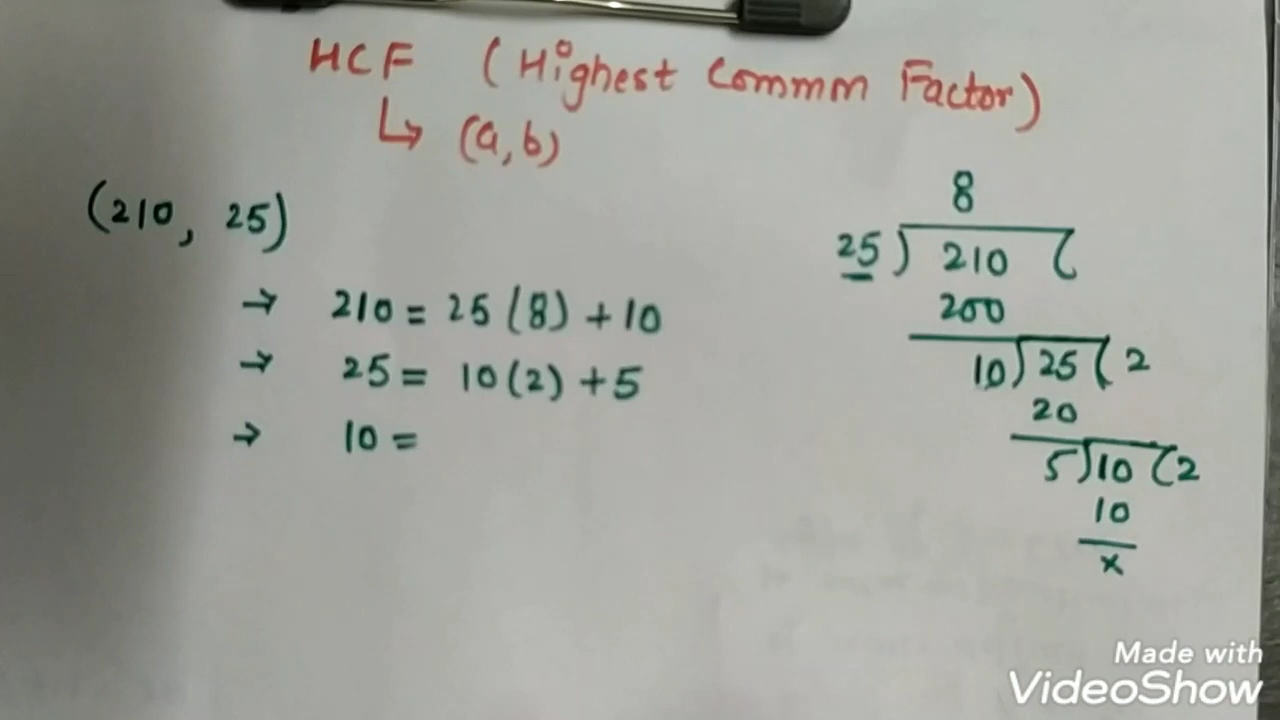 HCF (Highest Common Factor)
↳ (a, b)
(210, 25)
→ 210 = 25 (8) + 10
→ 25 = 10 (2) + 5
→ 10 =
8
25 ) 210 (
200
10 ) 25 ( 2
20
5 ) 10 ( 2
10
x
Made with
VideoShow